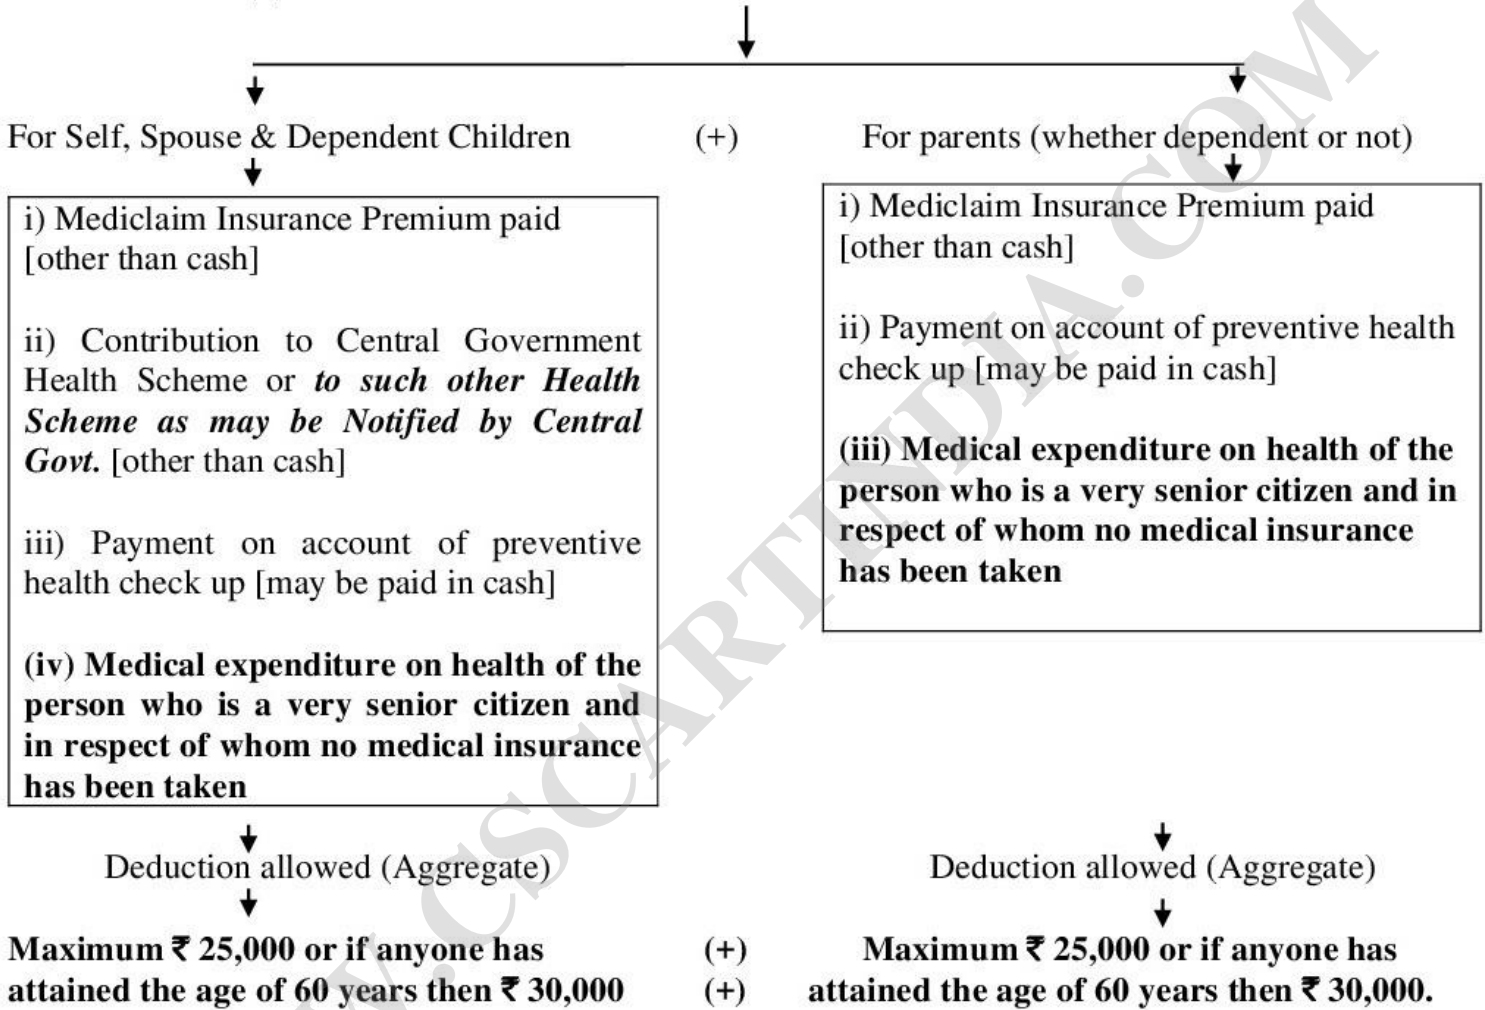 For Self, Spouse & Dependent Children (+) For parents (whether dependent or not)
i) Mediclaim Insurance Premium paid
[other than cash]
ii) Contribution to Central Government
Health Scheme or to such other Health
Scheme as may be Notified by Central
Govt. [other than cash]
iii) Payment on account of preventive
health check up [may be paid in cash]
(iv) Medical expenditure on health of the
person who is a very senior citizen and
in respect of whom no medical insurance
has been taken
i) Mediclaim Insurance Premium paid
[other than cash]
ii) Payment on account of preventive health
check up [may be paid in cash]
(iii) Medical expenditure on health of the
person who is a very senior citizen and in
respect of whom no medical insurance
has been taken
Deduction allowed (Aggregate) Deduction allowed (Aggregate)
Maximum ₹ 25,000 or if anyone has (+) Maximum ₹ 25,000 or if anyone has
attained the age of 60 years then ₹ 30,000 (+) attained the age of 60 years then ₹ 30,000.
W.CSCARTINDIA.COM